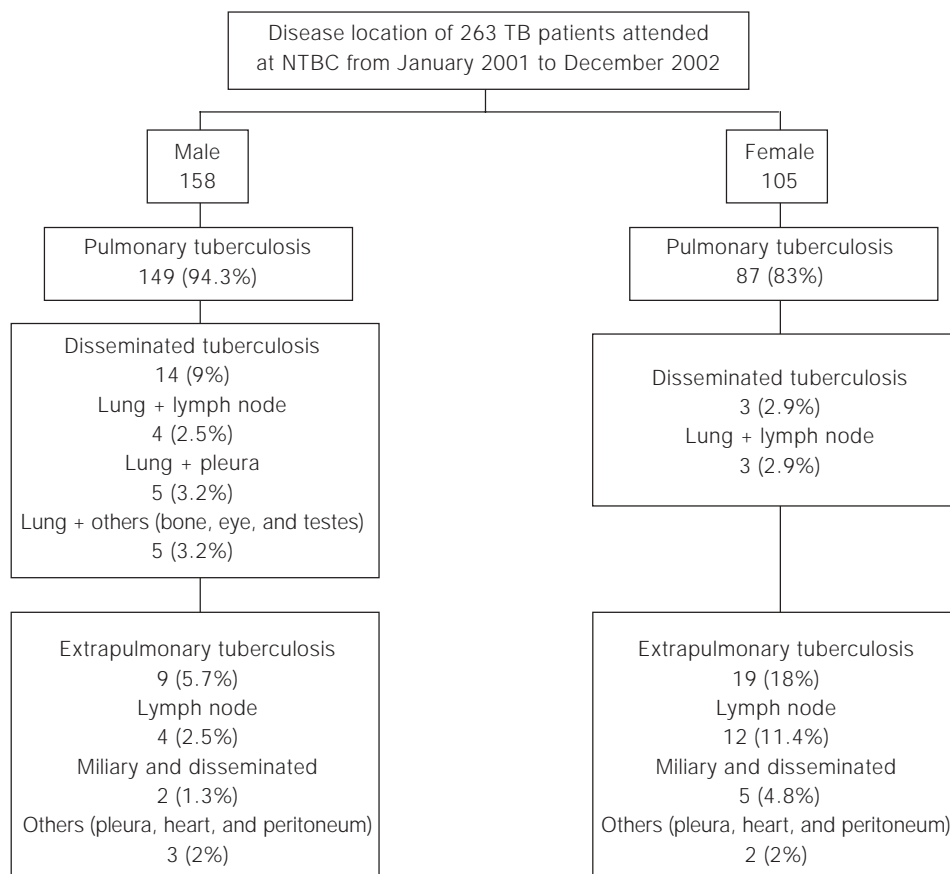 Disease location of 263 TB patients attended
at NTBC from January 2001 to December 2002
Male
158
Female
105
Pulmonary tuberculosis
149 (94.3%)
Pulmonary tuberculosis
87 (83%)
Disseminated tuberculosis
14 (9%)
Lung + lymph node
4 (2.5%)
Lung + pleura
5 (3.2%)
Lung + others (bone, eye, and testes)
5 (3.2%)
Disseminated tuberculosis
3 (2.9%)
Lung + lymph node
3 (2.9%)
Extrapulmonary tuberculosis
9 (5.7%)
Lymph node
4 (2.5%)
Miliary and disseminated
2 (1.3%)
Others (pleura, heart, and peritoneum)
3 (2%)
Extrapulmonary tuberculosis
19 (18%)
Lymph node
12 (11.4%)
Miliary and disseminated
5 (4.8%)
Others (pleura, heart, and peritoneum)
2 (2%)